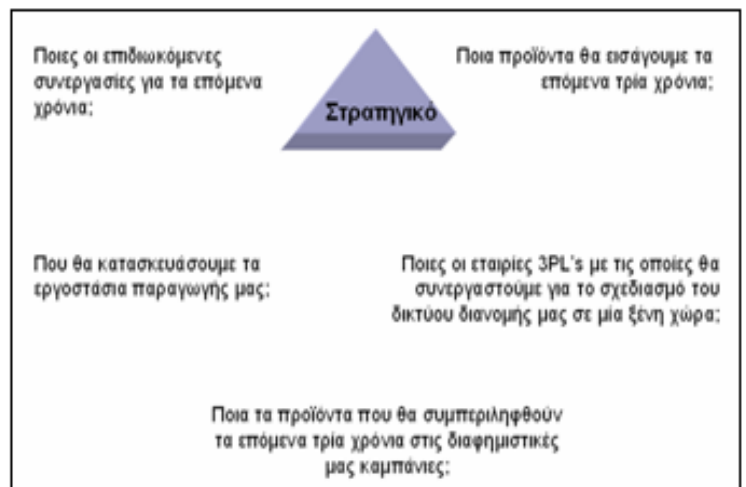 Ποιες οι επιδιωκόμενες
συνεργασίες για τα επόμενα
χρόνια;
Ποια προϊόντα θα εισάγουμε τα
επόμενα τρία χρόνια;
Στρατηγικό
Που θα κατασκευάσουμε τα
εργοστάσια παραγωγής μας;
Ποιες οι εταιρίες 3PL's με τις οποίες θα
συνεργαστούμε για το σχεδιασμό του
δικτύου διανομής μας σε μία ξένη χώρα;
Ποια τα προϊόντα που θα συμπεριληφθούν
τα επόμενα τρία χρόνια στις διαφημιστικές
μας καμπάνιες;